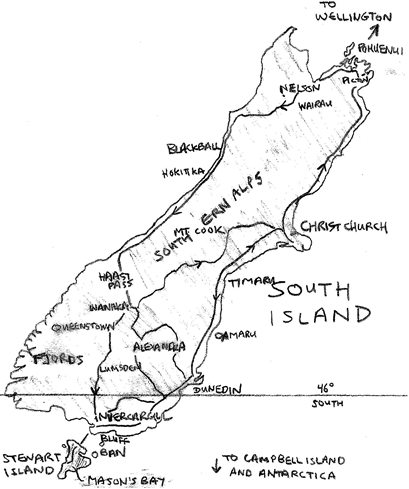 TO
WELLINGTON
POHUENUI
PICTON
NELSON
WAIRAU
BLACKBALL
HOKITIKA
SOUTHERN ALPS
MT COOK
CHRISTCHURCH
HAAST
PASS
TIMARU
SOUTH
ISLAND
WANAKA
QUEENSTOWN
OAMARU
ALEXANDRA
FJORDS
LUMSDEN
DUNEDIN
46°
SOUTH
INVERCARGILL
BLUFF
OBAN
STEWART
ISLAND
MASON'S BAY
TO CAMPBELL ISLAND
AND ANTARCTICA